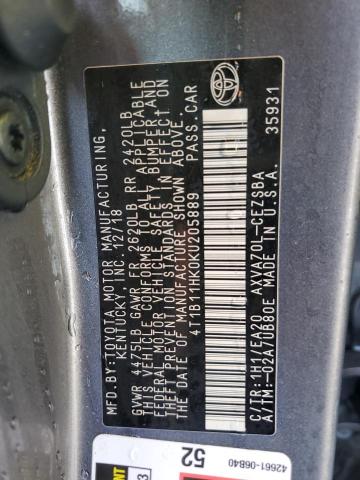 MFD.BY:TOYOTA MOTOR MANUFACTURING,
KENTUCKY, INC. 12/18
GVWR 4475LB GAWR FR 2620LB RR 2420LB
THIS VEHICLE CONFORMS TO ALL APPLICABLE
FEDERAL MOTOR VEHICLE SAFETY, BUMPER, AND
THEFT PREVENTION STANDARDS IN EFFECT ON
THE DATE OF MANUFACTURE SHOWN ABOVE.
4T1B11HK0KU205889 PASS.CAR
C/TR:1H1/EA20 AXVA70L-CEZSBA
A/TM:-02A/UB80E MADE IN U.S.A. 35931
52
42661-06B40